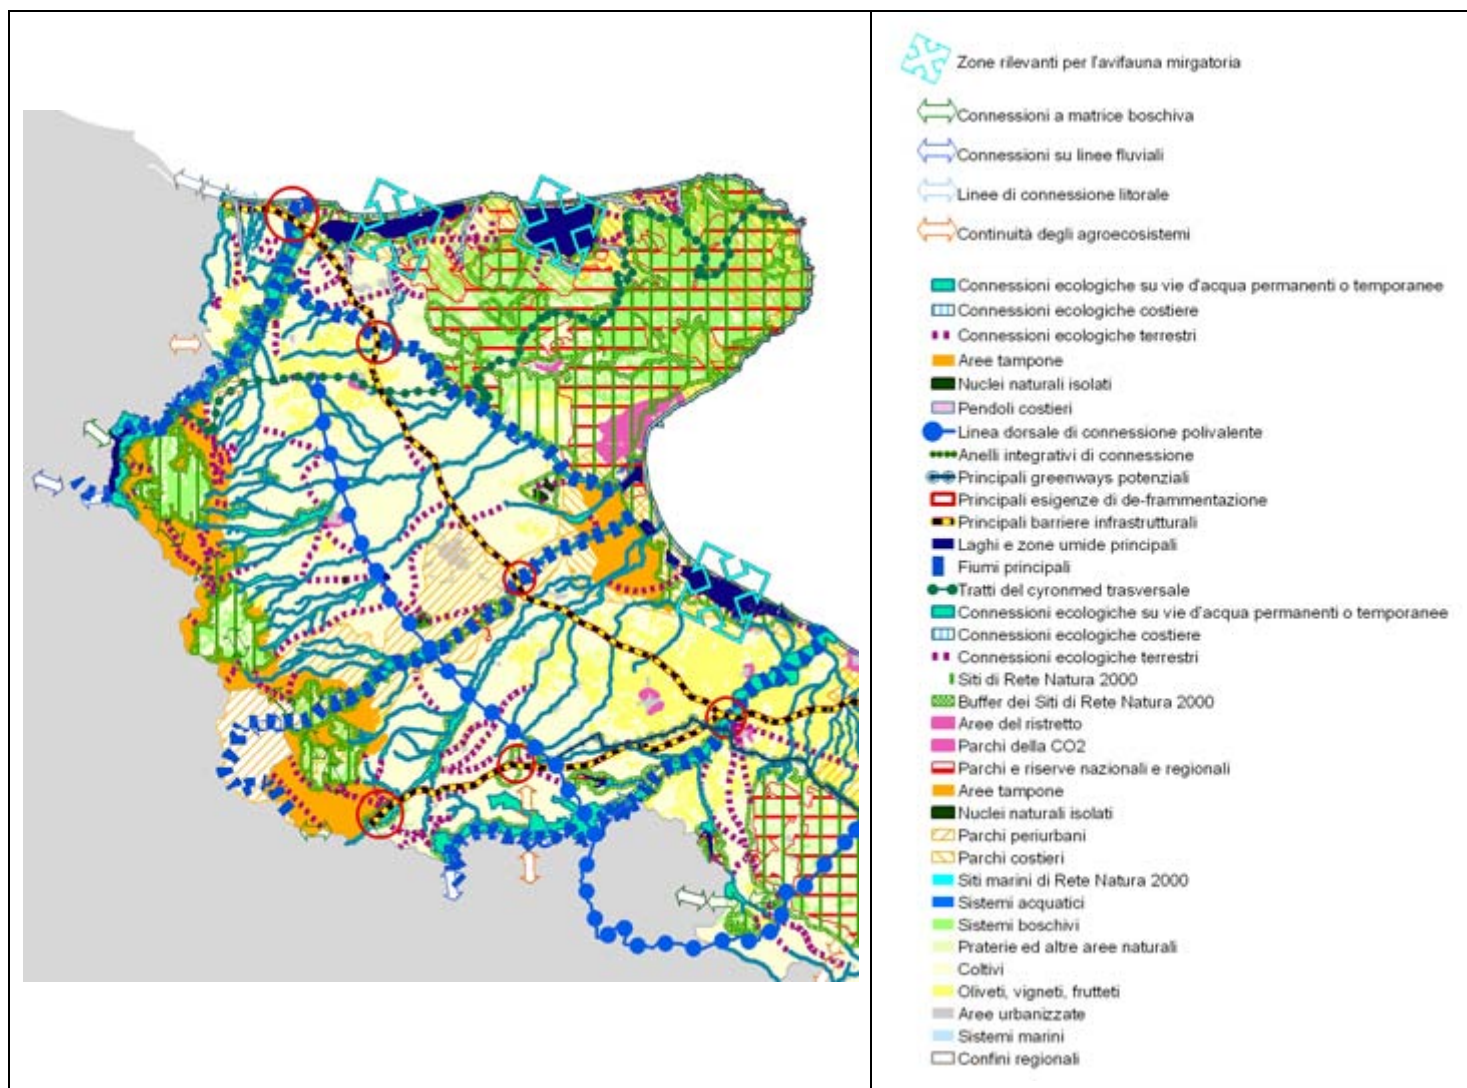 Zone rilevanti per l'avifauna mirgatoria
Connessioni a matrice boschiva
Connessioni su linee fluviali
Linee di connessione litorale
Continuità degli agroecosistemi
Connessioni ecologiche su vie d'acqua permanenti o temporanee
Connessioni ecologiche costiere
Connessioni ecologiche terrestri
Aree tampone
Nuclei naturali isolati
Pendoli costieri
Linea dorsale di connessione polivalente
Anelli integrativi di connessione
Principali greenways potenziali
Principali esigenze di de-frammentazione
Principali barriere infrastrutturali
Laghi e zone umide principali
Fiumi principali
Tratti del cyronmed trasversale
Connessioni ecologiche su vie d'acqua permanenti o temporanee
Connessioni ecologiche costiere
Connessioni ecologiche terrestri
Siti di Rete Natura 2000
Buffer dei Siti di Rete Natura 2000
Aree del ristretto
Parchi della CO2
Parchi e riserve nazionali e regionali
Aree tampone
Nuclei naturali isolati
Parchi periurbani
Parchi costieri
Siti marini di Rete Natura 2000
Sistemi acquatici
Sistemi boschivi
Praterie ed altre aree naturali
Coltivi
Oliveti, vigneti, frutteti
Aree urbanizzate
Sistemi marini
Confini regionali